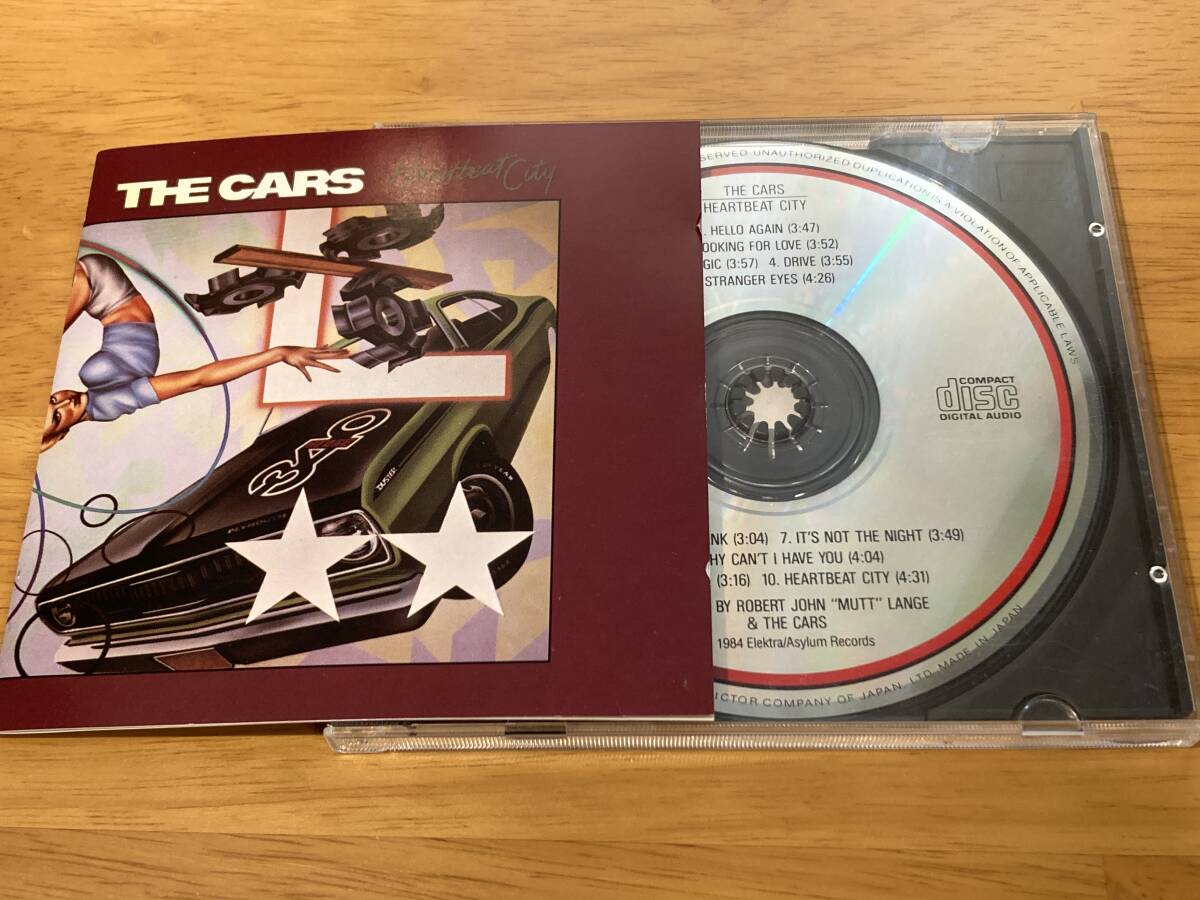 THE CARS
Heartbeat City
340
DUSTER
PLYMOUTH
SERVED. UNAUTHORIZED DUPLICATION IS A VIOLATION OF APPLICABLE LAWS
THE CARS
HEARTBEAT CITY
. HELLO AGAIN (3:47)
OOKING FOR LOVE (3:52)
GIC (3:57) 4. DRIVE (3:55)
STRANGER EYES (4:26)
COMPACT
disc
DIGITAL AUDIO
NK (3:04) 7. IT'S NOT THE NIGHT (3:49)
HY CAN'T I HAVE YOU (4:04)
(3:16) 10. HEARTBEAT CITY (4:31)
BY ROBERT JOHN "MUTT" LANGE
& THE CARS
1984 Elektra/Asylum Records
ICTOR COMPANY OF JAPAN, LTD. MADE IN JAPAN